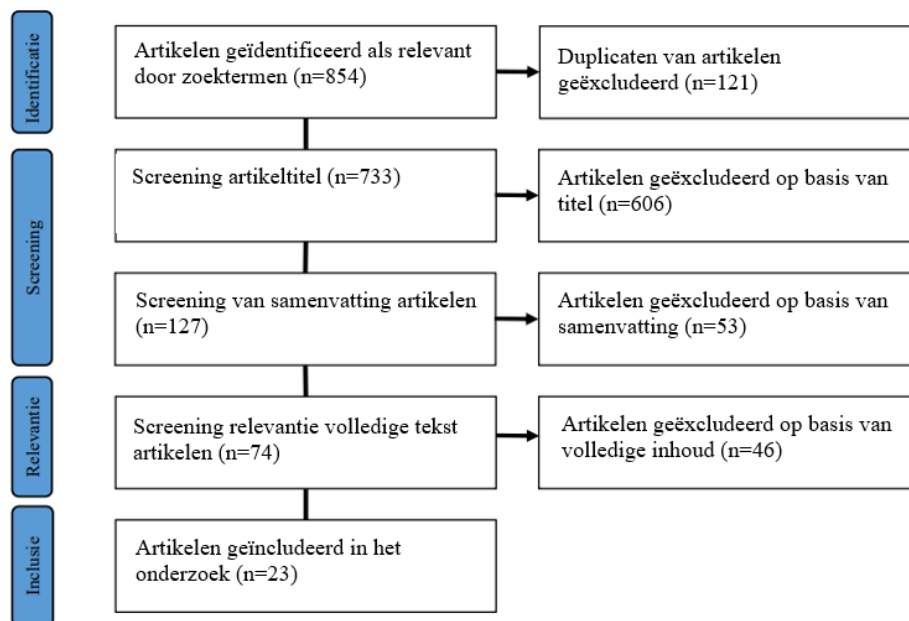 Identificatie
Artikelen geïdentificeerd als relevant
door zoektermen (n=854)
Duplicaten van artikelen
geëxcludeerd (n=121)
Screening
Screening artikeltitel (n=733)
Artikelen geëxcludeerd op basis van
titel (n=606)
Screening van samenvatting artikelen
(n=127)
Artikelen geëxcludeerd op basis van
samenvatting (n=53)
Relevantie
Screening relevantie volledige tekst
artikelen (n=74)
Artikelen geëxcludeerd op basis van
volledige inhoud (n=46)
Inclusie
Artikelen geïncludeerd in het
onderzoek (n=23)